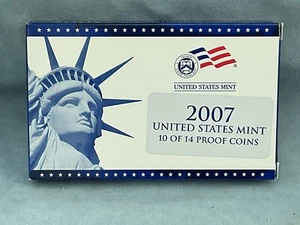 UNITED STATES MINT
2007
UNITED STATES MINT
10 OF 14 PROOF COINS